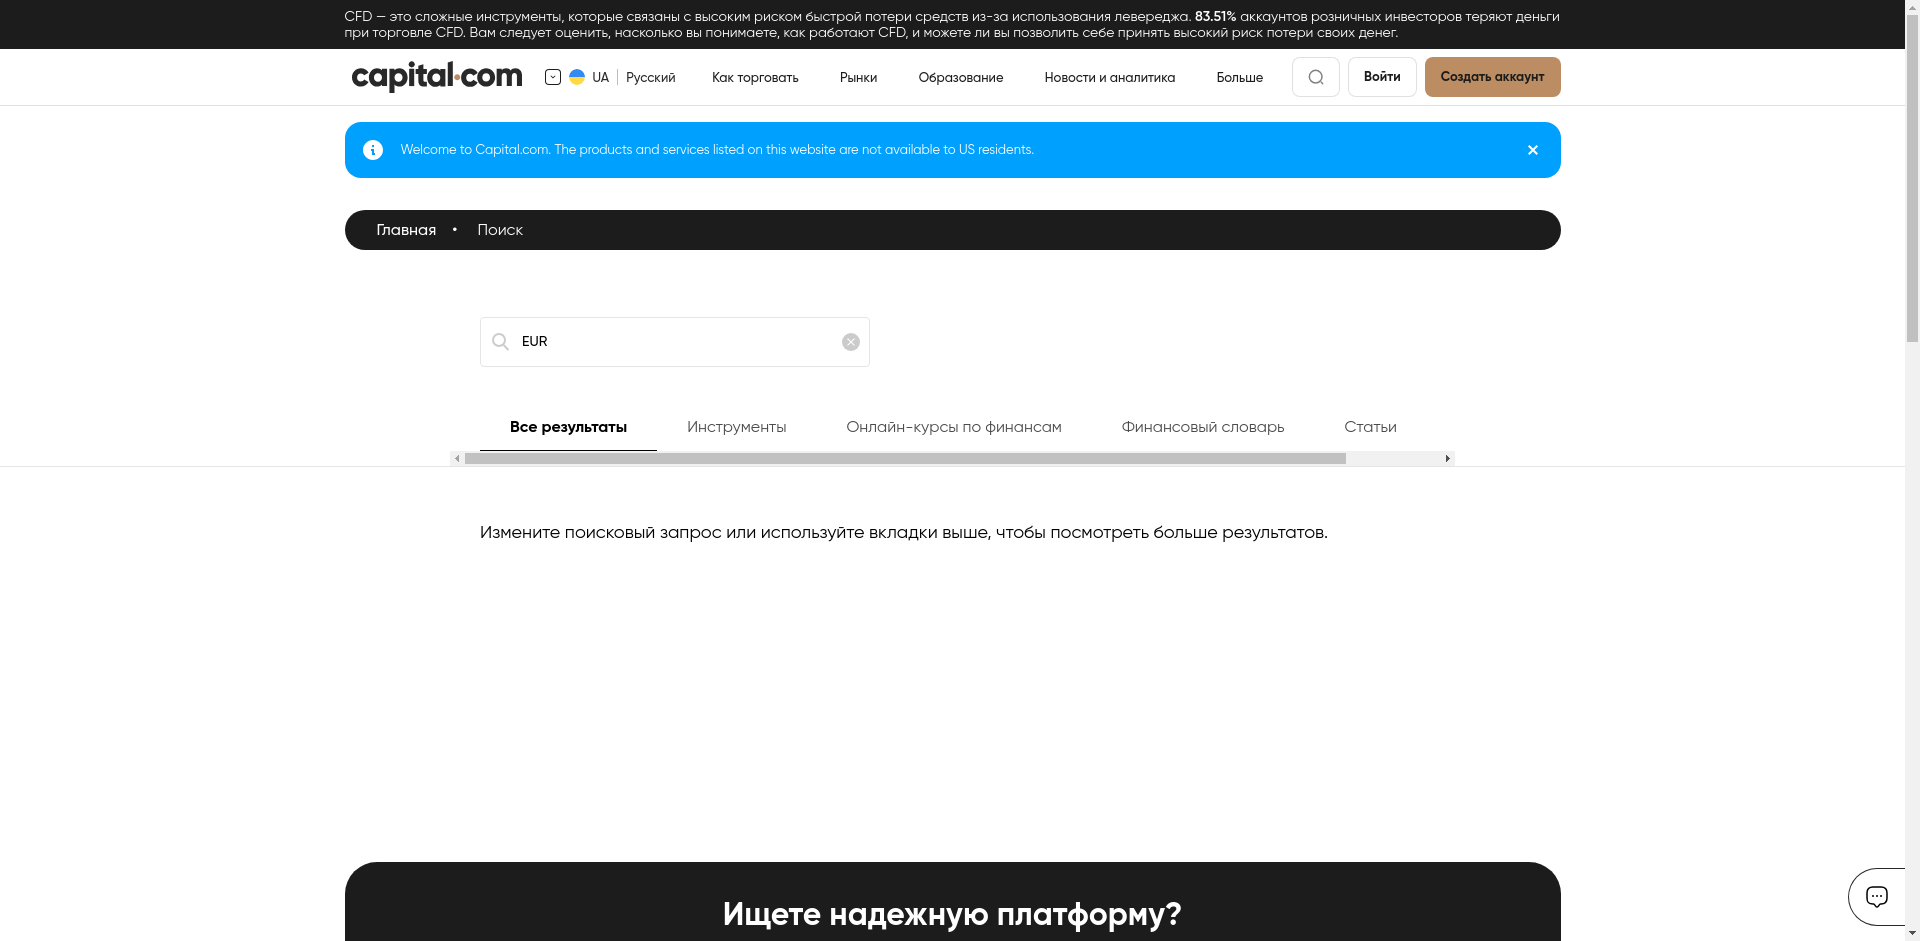 CFD — это сложные инструменты, которые связаны с высоким риском быстрой потери средств из-за использования левереджа. 83.51% аккаунтов розничных инвесторов теряют деньги
при торговле CFD. Вам следует оценить, насколько вы понимаете, как работают CFD, и можете ли вы позволить себе принять высокий риск потери своих денег.
capital.com UA Русский Как торговать Рынки Образование Новости и аналитика Больше Войти Создать аккаунт
Welcome to Capital.com. The products and services listed on this website are not available to US residents.
Главная • Поиск
EUR
Все результаты Инструменты Онлайн-курсы по финансам Финансовый словарь Статьи
Измените поисковый запрос или используйте вкладки выше, чтобы посмотреть больше результатов.
Ищете надежную платформу?